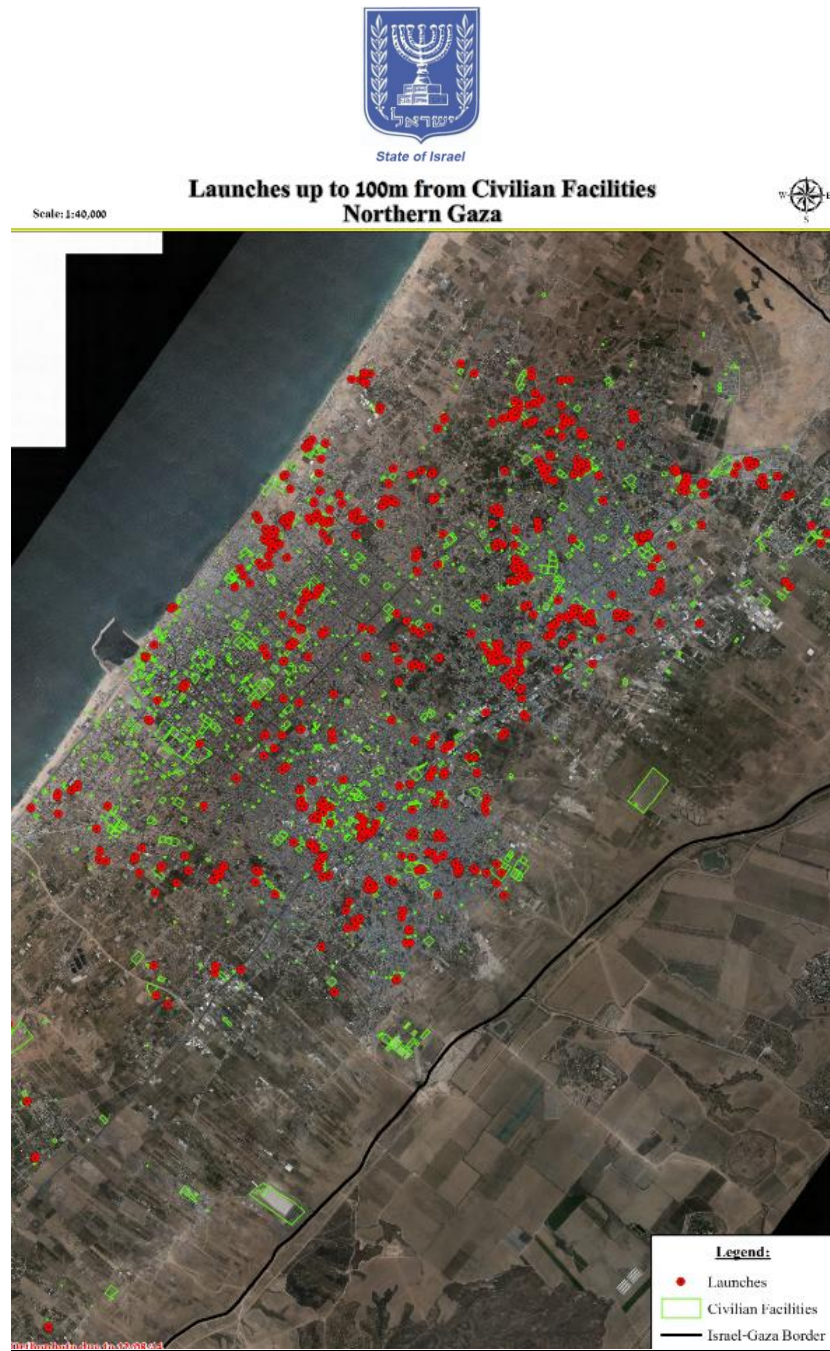 ישראל
State of Israel
Launches up to 100m from Civilian Facilities
Northern Gaza
Scale: 1:40,000
W
E
S
Legend:
Launches
Civilian Facilities
Israel-Gaza Border